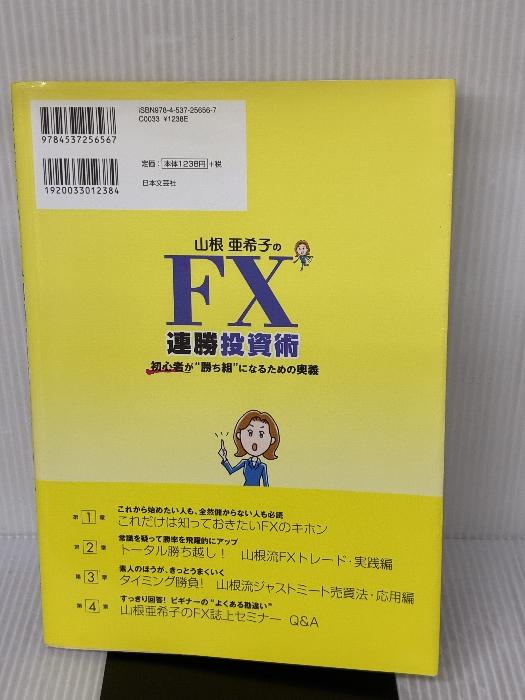 ISBN978-4-537-25656-7
C0033 ¥1238E
9784537256567
定価： 本体1238円 +税
1920033012384
日本文芸社
山根 亜希子の
FX
連勝投資術
初心者が“勝ち組”になるための奥義
これから始めたい人も、全然儲からない人も必読
第1章 これだけは知っておきたいFXのキホン
常識を疑って勝率を飛躍的にアップ
第2章 トータル勝ち越し！ 山根流FXトレード・実践編
素人のほうが、きっとうまくいく
第3章 タイミング勝負！ 山根流ジャストミート売買法・応用編
すっきり回答！ ビギナーの“よくある勘違い”
第4章 山根亜希子のFX誌上セミナー Q&A